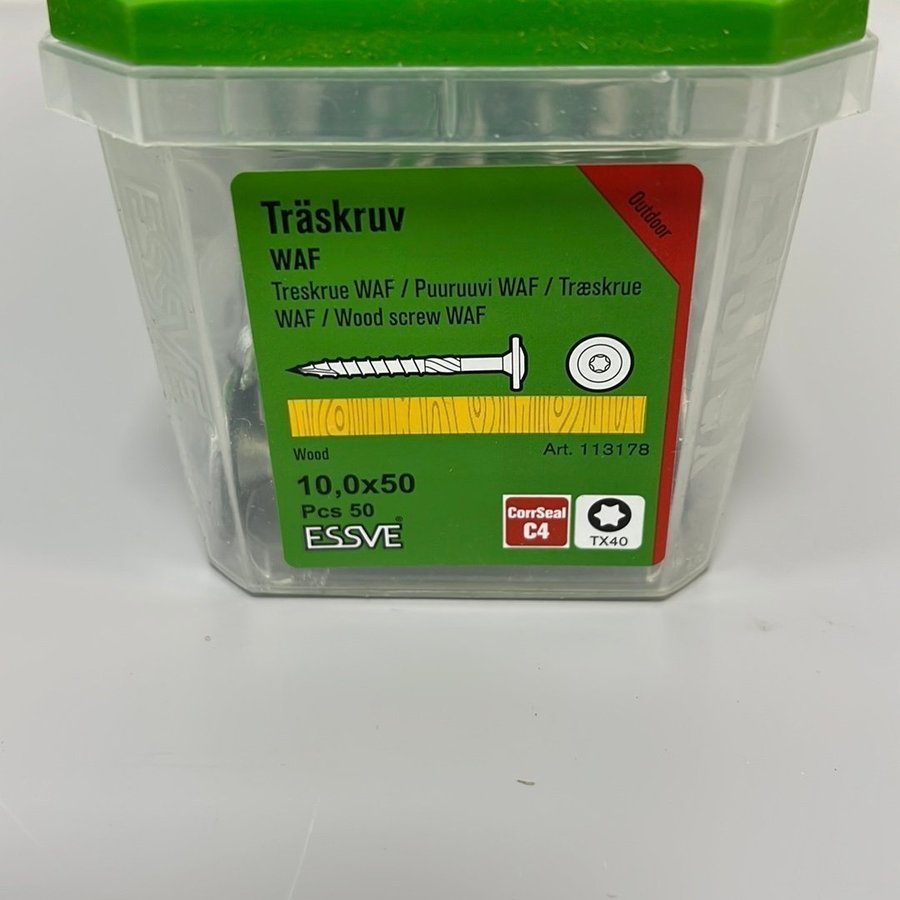 Träskruv
WAF
Treskrue WAF / Puuruuvi WAF / Træskrue
WAF / Wood screw WAF
Outdoor
Wood
Art. 113178
10,0x50
Pcs 50
ESSVE®
CorrSeal
C4
TX40
ESSVE